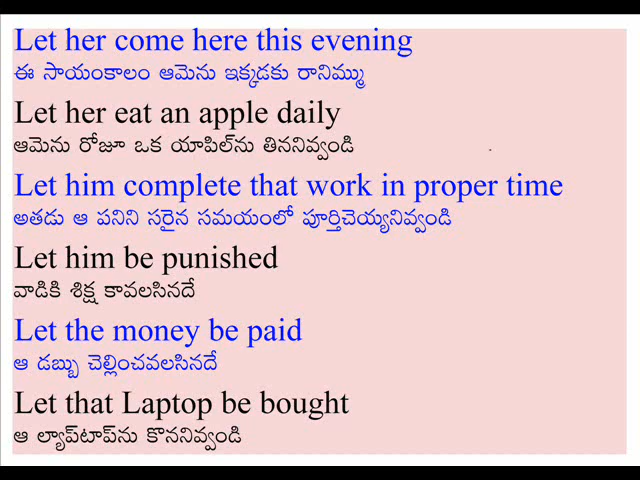 Let her come here this evening
ఈ సాయంకాలం ఆమెను ఇక్కడకు రానిమ్ము
Let her eat an apple daily
ఆమెను రోజూ ఒక యాపిల్‌ను తిననివ్వండి
Let him complete that work in proper time
అతడు ఆ పనిని సరైన సమయంలో పూర్తిచెయ్యనివ్వండి
Let him be punished
వాడికి శిక్ష కావలసినదే
Let the money be paid
ఆ డబ్బు చెల్లించవలసినదే
Let that Laptop be bought
ఆ ల్యాప్‌టాప్‌ను కొననివ్వండి